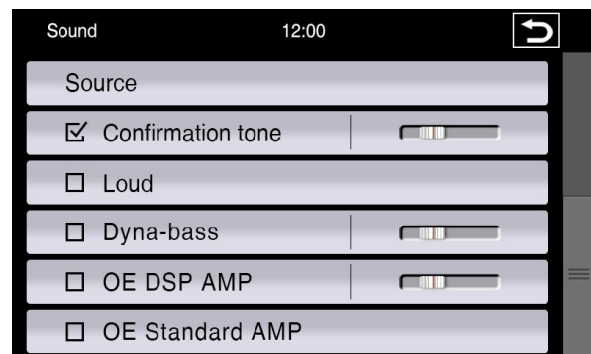 Sound 12:00
Source
Confirmation tone
Loud
Dyna-bass
OE DSP AMP
OE Standard AMP